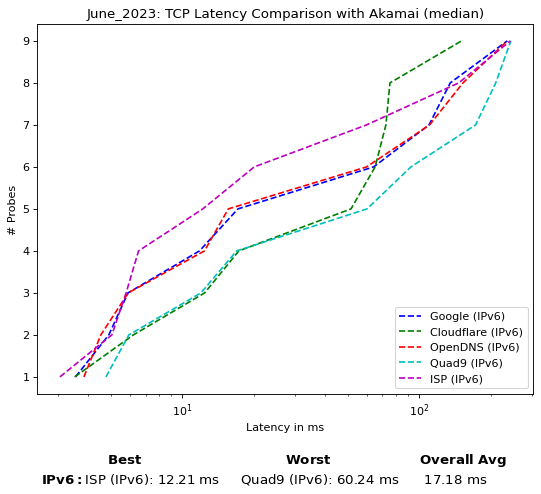 June_2023: TCP Latency Comparison with Akamai (median)
9
8
7
6
5
4
3
2
1
# Probes
Google (IPv6)
Cloudflare (IPv6)
OpenDNS (IPv6)
Quad9 (IPv6)
ISP (IPv6)
10¹ 10²
Latency in ms
Best Worst Overall Avg
IPv6: ISP (IPv6): 12.21 ms Quad9 (IPv6): 60.24 ms 17.18 ms